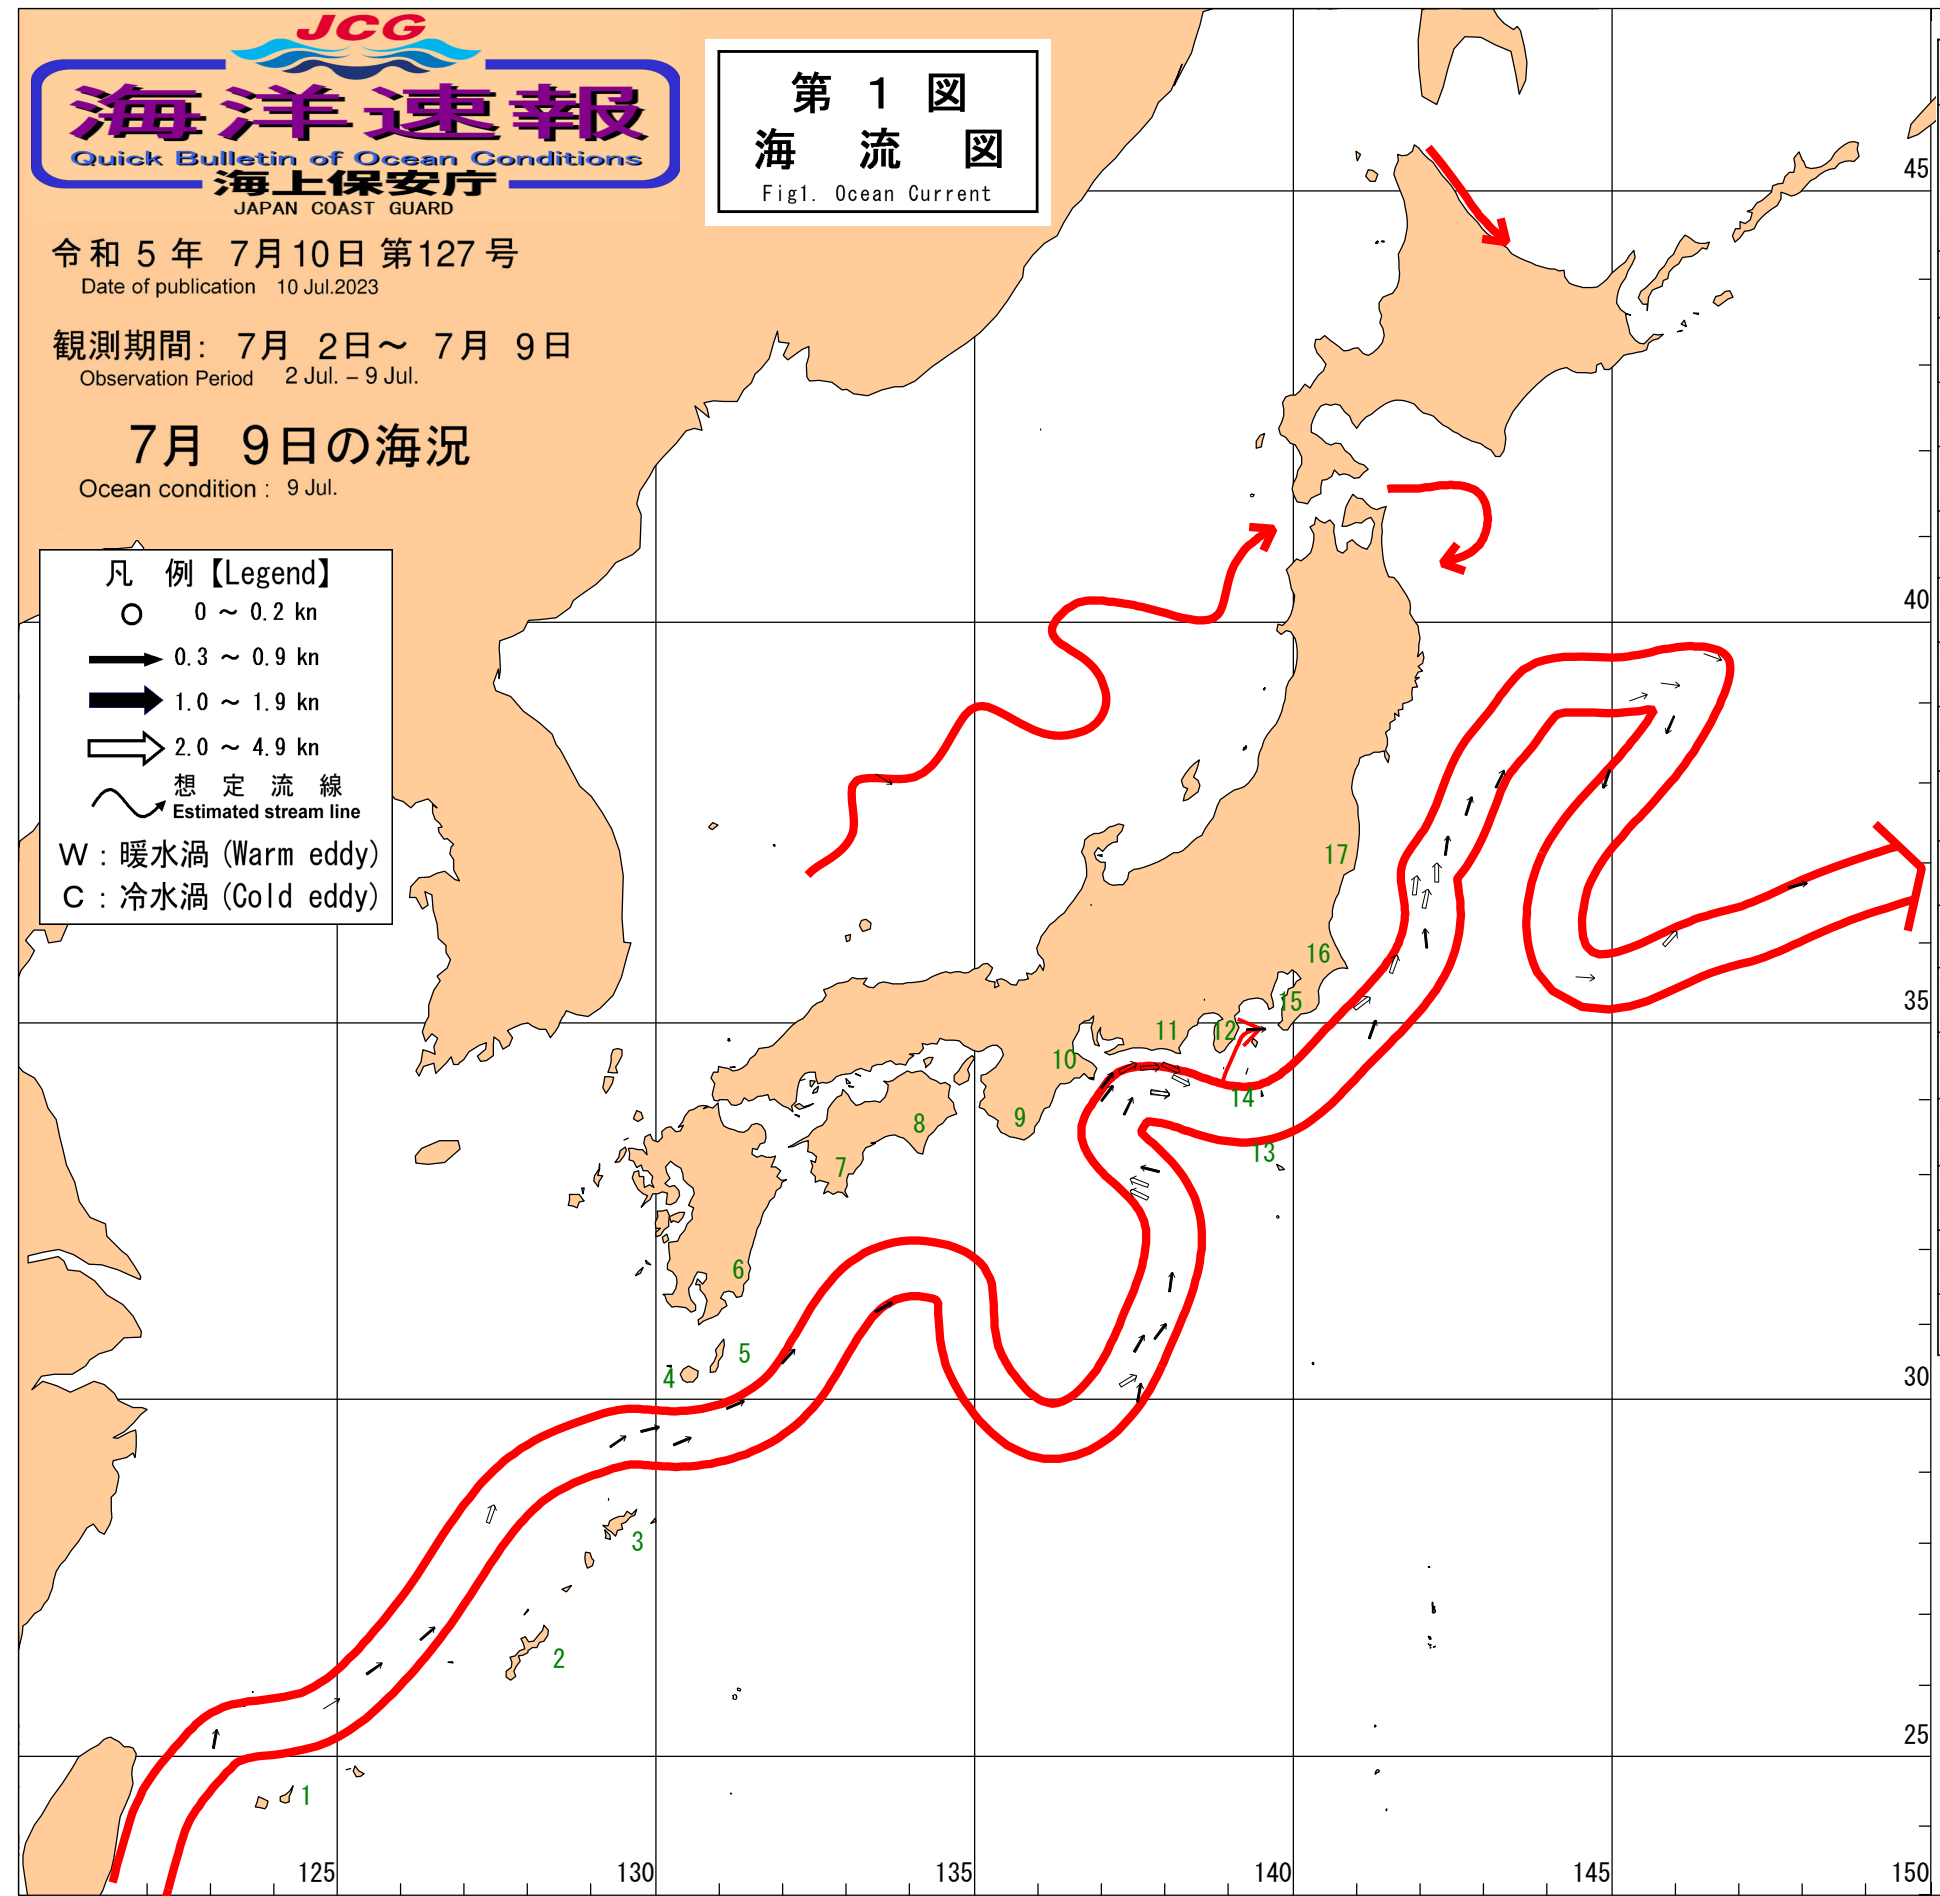 JCG
海洋速報
Quick Bulletin of Ocean Conditions
海上保安庁
JAPAN COAST GUARD
第 1 図
海 流 図
Fig1. Ocean Current
令和 5 年 7月10日 第127号
Date of publication 10 Jul.2023
観測期間: 7月 2日～ 7月 9日
Observation Period 2 Jul. – 9 Jul.
7月 9日の海況
Ocean condition : 9 Jul.
凡 例【Legend】
0 ～ 0.2 kn
0.3 ～ 0.9 kn
1.0 ～ 1.9 kn
2.0 ～ 4.9 kn
想 定 流 線
Estimated stream line
W : 暖水渦 (Warm eddy)
C : 冷水渦 (Cold eddy)
45
40
17
16
35
15
12
11
10
14
9
8
13
7
6
5
4
30
3
2
25
1
125
130
135
140
145
150